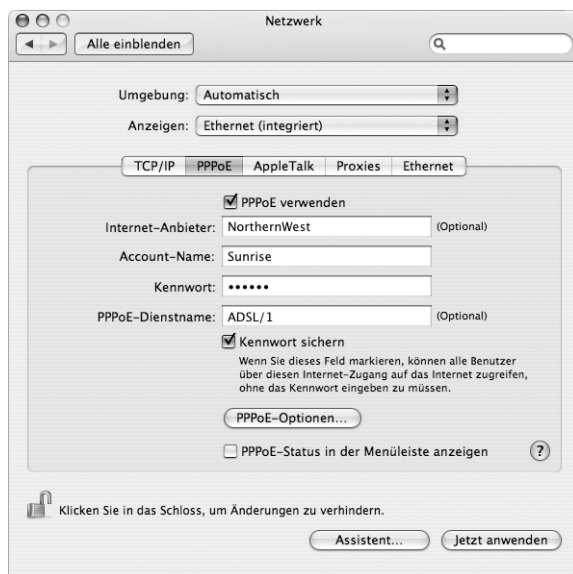 Netzwerk
Alle einblenden
Umgebung: Automatisch
Anzeigen: Ethernet (integriert)
TCP/IP PPPoE AppleTalk Proxies Ethernet
PPPoE verwenden
Internet-Anbieter: NorthernWest (Optional)
Account-Name: Sunrise
Kennwort: ••••••
PPPoE-Dienstname: ADSL/1 (Optional)
Kennwort sichern
Wenn Sie dieses Feld markieren, können alle Benutzer
über diesen Internet-Zugang auf das Internet zugreifen,
ohne das Kennwort eingeben zu müssen.
PPPoE-Optionen...
PPPoE-Status in der Menüleiste anzeigen ?
Klicken Sie in das Schloss, um Änderungen zu verhindern.
Assistent... Jetzt anwenden